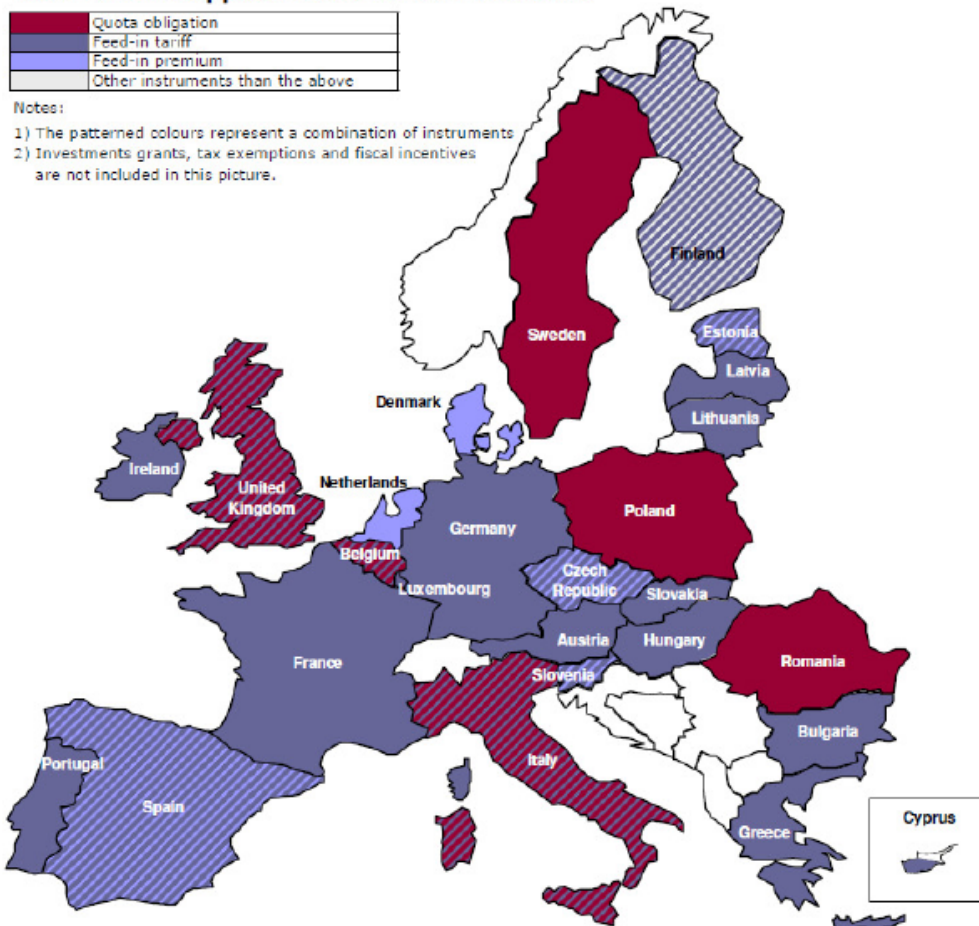 Quota obligation
Feed-in tariff
Feed-in premium
Other instruments than the above
Notes:
1) The patterned colours represent a combination of instruments
2) Investments grants, tax exemptions and fiscal incentives
are not included in this picture.
Finland
Sweden
Estonia
Latvia
Lithuania
Denmark
Ireland
United
Kingdom
Netherlands
Germany
Poland
Belgium
Luxembourg
Czech
Republic
Slovakia
Austria
Hungary
France
Slovenia
Romania
Bulgaria
Italy
Portugal
Spain
Greece
Cyprus